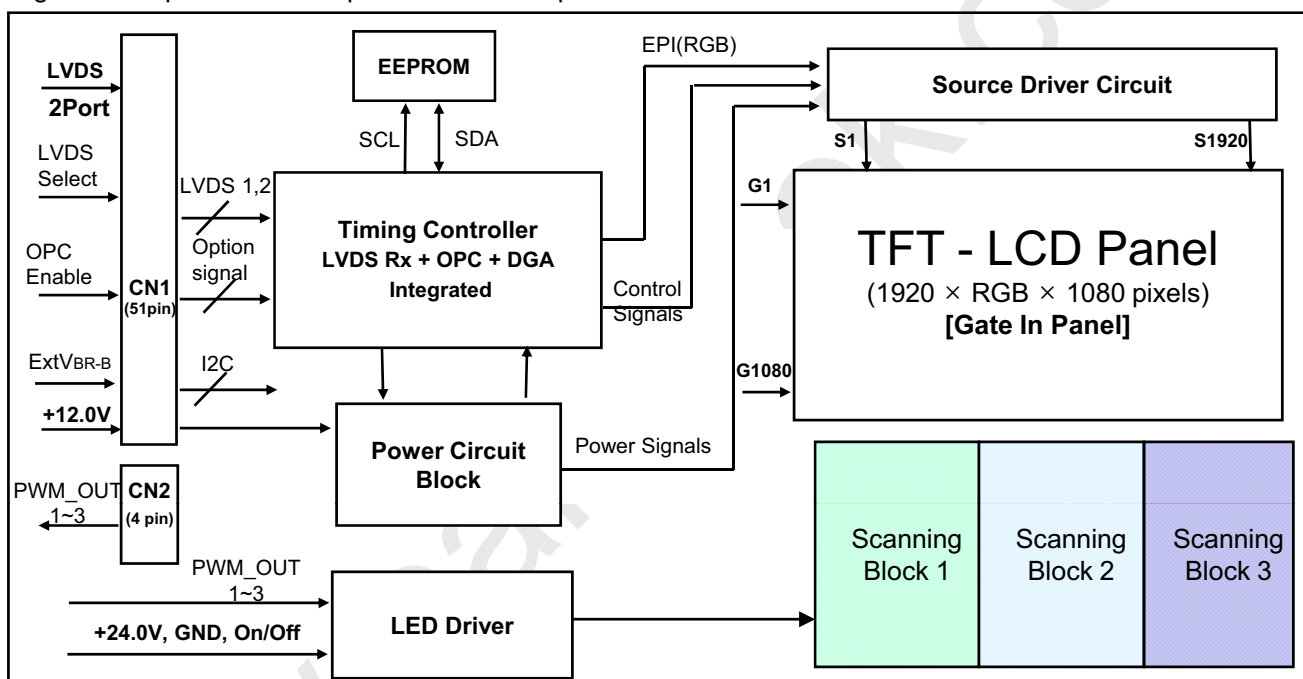 EPI(RGB)
EEPROM
LVDS
2Port
Source Driver Circuit
SCL
SDA
S1
S1920
LVDS
Select
LVDS 1,2
G1
Timing Controller
LVDS Rx + OPC + DGA
Integrated
TFT - LCD Panel
(1920 × RGB × 1080 pixels)
[Gate In Panel]
OPC
Enable
Option
signal
CN1
(51pin)
Control
Signals
ExtVBR-B
I2C
G1080
+12.0V
Power Circuit
Block
Power Signals
PWM_OUT
1~3
CN2
(4 pin)
Scanning
Block 1
Scanning
Block 2
Scanning
Block 3
PWM_OUT
1~3
+24.0V, GND, On/Off
LED Driver